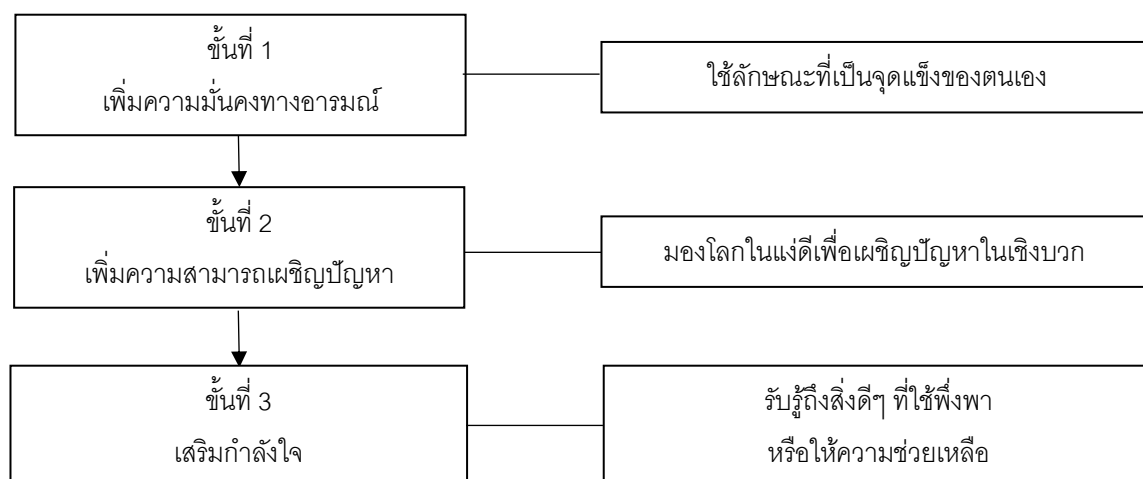 ขั้นที่ 1
เพิ่มความมั่นคงทางอารมณ์
ใช้ลักษณะที่เป็นจุดแข็งของตนเอง
ขั้นที่ 2
เพิ่มความสามารถเผชิญปัญหา
มองโลกในแง่ดีเพื่อเผชิญปัญหาในเชิงบวก
ขั้นที่ 3
เสริมกำลังใจ
รับรู้ถึงสิ่งดีๆ ที่ใช้พึ่งพา
หรือให้ความช่วยเหลือ